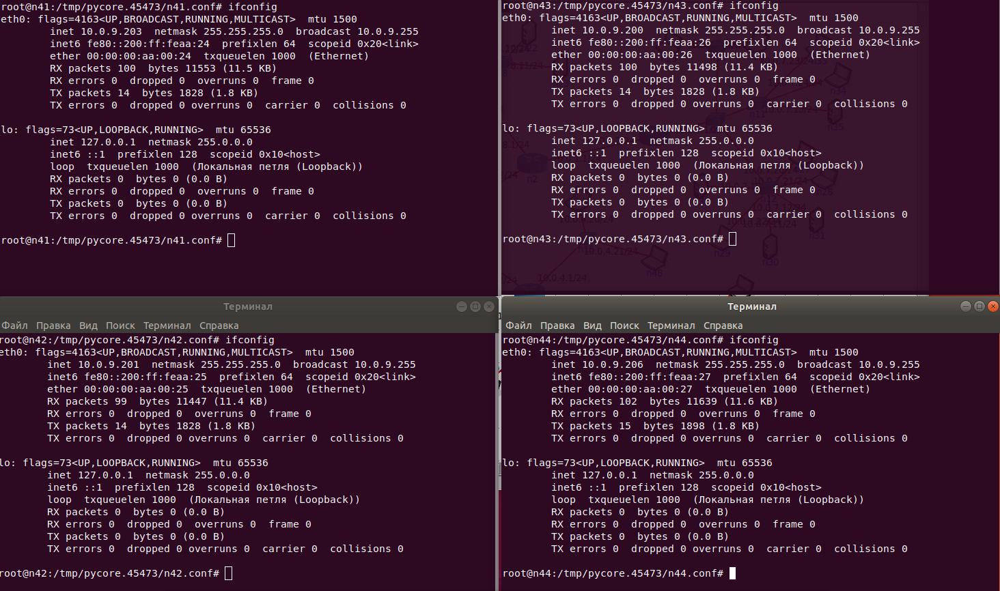 root@n41:/tmp/pycore.45473/n41.conf# ifconfig
eth0: flags=4163<UP,BROADCAST,RUNNING,MULTICAST>  mtu 1500
        inet 10.0.9.203  netmask 255.255.255.0  broadcast 10.0.9.255
        inet6 fe80::200:ff:feaa:24  prefixlen 64  scopeid 0x20<link>
        ether 00:00:00:aa:00:24  txqueuelen 1000  (Ethernet)
        RX packets 100  bytes 11553 (11.5 KB)
        RX errors 0  dropped 0  overruns 0  frame 0
        TX packets 14  bytes 1828 (1.8 KB)
        TX errors 0  dropped 0 overruns 0  carrier 0  collisions 0

lo: flags=73<UP,LOOPBACK,RUNNING>  mtu 65536
        inet 127.0.0.1  netmask 255.0.0.0
        inet6 ::1  prefixlen 128  scopeid 0x10<host>
        loop  txqueuelen 1000  (Локальная петля (Loopback))
        RX packets 0  bytes 0 (0.0 B)
        RX errors 0  dropped 0  overruns 0  frame 0
        TX packets 0  bytes 0 (0.0 B)
        TX errors 0  dropped 0 overruns 0  carrier 0  collisions 0

root@n41:/tmp/pycore.45473/n41.conf#
root@n43:/tmp/pycore.45473/n43.conf# ifconfig
eth0: flags=4163<UP,BROADCAST,RUNNING,MULTICAST>  mtu 1500
        inet 10.0.9.200  netmask 255.255.255.0  broadcast 10.0.9.255
        inet6 fe80::200:ff:feaa:26  prefixlen 64  scopeid 0x20<link>
        ether 00:00:00:aa:00:26  txqueuelen 1000  (Ethernet)
        RX packets 100  bytes 11498 (11.4 KB)
        RX errors 0  dropped 0  overruns 0  frame 0
        TX packets 14  bytes 1828 (1.8 KB)
        TX errors 0  dropped 0 overruns 0  carrier 0  collisions 0

lo: flags=73<UP,LOOPBACK,RUNNING>  mtu 65536
        inet 127.0.0.1  netmask 255.0.0.0
        inet6 ::1  prefixlen 128  scopeid 0x10<host>
        loop  txqueuelen 1000  (Локальная петля (Loopback))
        RX packets 0  bytes 0 (0.0 B)
        RX errors 0  dropped 0  overruns 0  frame 0
        TX packets 0  bytes 0 (0.0 B)
        TX errors 0  dropped 0 overruns 0  carrier 0  collisions 0

root@n43:/tmp/pycore.45473/n43.conf#
n34
n11
n35
n2
n26
n12
n31
n29
n30
10.0.4.21/24
n48
10.0.4.1/24
Терминал
Файл Правка Вид Поиск Терминал Справка
root@n42:/tmp/pycore.45473/n42.conf# ifconfig
eth0: flags=4163<UP,BROADCAST,RUNNING,MULTICAST>  mtu 1500
        inet 10.0.9.201  netmask 255.255.255.0  broadcast 10.0.9.255
        inet6 fe80::200:ff:feaa:25  prefixlen 64  scopeid 0x20<link>
        ether 00:00:00:aa:00:25  txqueuelen 1000  (Ethernet)
        RX packets 99  bytes 11447 (11.4 KB)
        RX errors 0  dropped 0  overruns 0  frame 0
        TX packets 14  bytes 1828 (1.8 KB)
        TX errors 0  dropped 0 overruns 0  carrier 0  collisions 0

lo: flags=73<UP,LOOPBACK,RUNNING>  mtu 65536
        inet 127.0.0.1  netmask 255.0.0.0
        inet6 ::1  prefixlen 128  scopeid 0x10<host>
        loop  txqueuelen 1000  (Локальная петля (Loopback))
        RX packets 0  bytes 0 (0.0 B)
        RX errors 0  dropped 0  overruns 0  frame 0
        TX packets 0  bytes 0 (0.0 B)
        TX errors 0  dropped 0 overruns 0  carrier 0  collisions 0

root@n42:/tmp/pycore.45473/n42.conf#
Терминал
Файл Правка Вид Поиск Терминал Справка
root@n44:/tmp/pycore.45473/n44.conf# ifconfig
eth0: flags=4163<UP,BROADCAST,RUNNING,MULTICAST>  mtu 1500
        inet 10.0.9.206  netmask 255.255.255.0  broadcast 10.0.9.255
        inet6 fe80::200:ff:feaa:27  prefixlen 64  scopeid 0x20<link>
        ether 00:00:00:aa:00:27  txqueuelen 1000  (Ethernet)
        RX packets 102  bytes 11639 (11.6 KB)
        RX errors 0  dropped 0  overruns 0  frame 0
        TX packets 15  bytes 1898 (1.8 KB)
        TX errors 0  dropped 0 overruns 0  carrier 0  collisions 0

lo: flags=73<UP,LOOPBACK,RUNNING>  mtu 65536
        inet 127.0.0.1  netmask 255.0.0.0
        inet6 ::1  prefixlen 128  scopeid 0x10<host>
        loop  txqueuelen 1000  (Локальная петля (Loopback))
        RX packets 0  bytes 0 (0.0 B)
        RX errors 0  dropped 0  overruns 0  frame 0
        TX packets 0  bytes 0 (0.0 B)
        TX errors 0  dropped 0 overruns 0  carrier 0  collisions 0

root@n44:/tmp/pycore.45473/n44.conf#